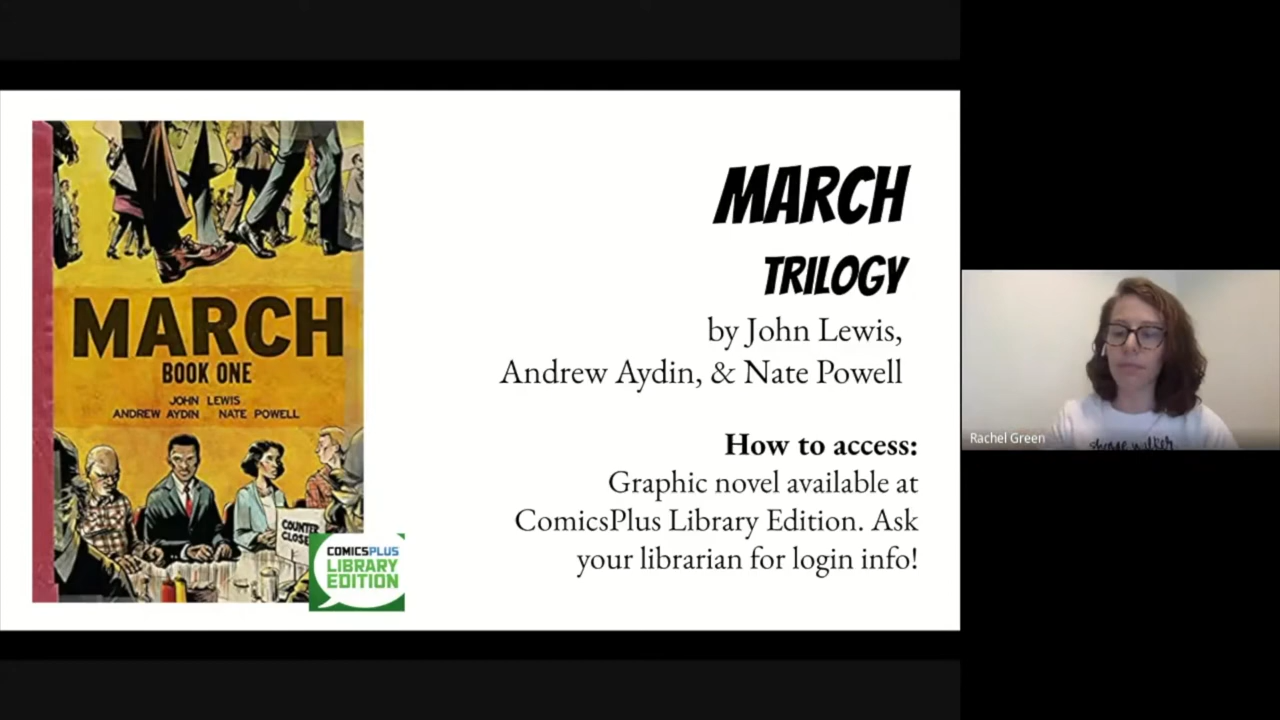 MARCH
BOOK ONE
JOHN LEWIS
ANDREW AYDIN NATE POWELL
COUNTER
CLOSE
COMICSPLUS
LIBRARY
EDITION
MARCH
TRILOGY
by John Lewis,
Andrew Aydin, & Nate Powell
How to access:
Graphic novel available at
ComicsPlus Library Edition. Ask
your librarian for login info!
Rachel Green